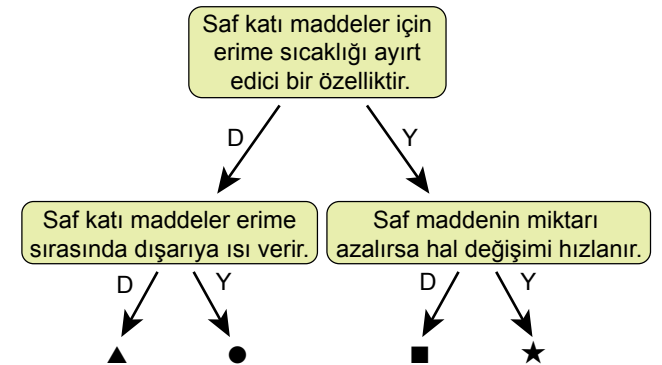 Saf katı maddeler için
erime sıcaklığı ayırt
edici bir özelliktir.
D
Y
Saf katı maddeler erime
sırasında dışarıya ısı verir.
Saf maddenin miktarı
azalırsa hal değişimi hızlanır.
D
Y
D
Y